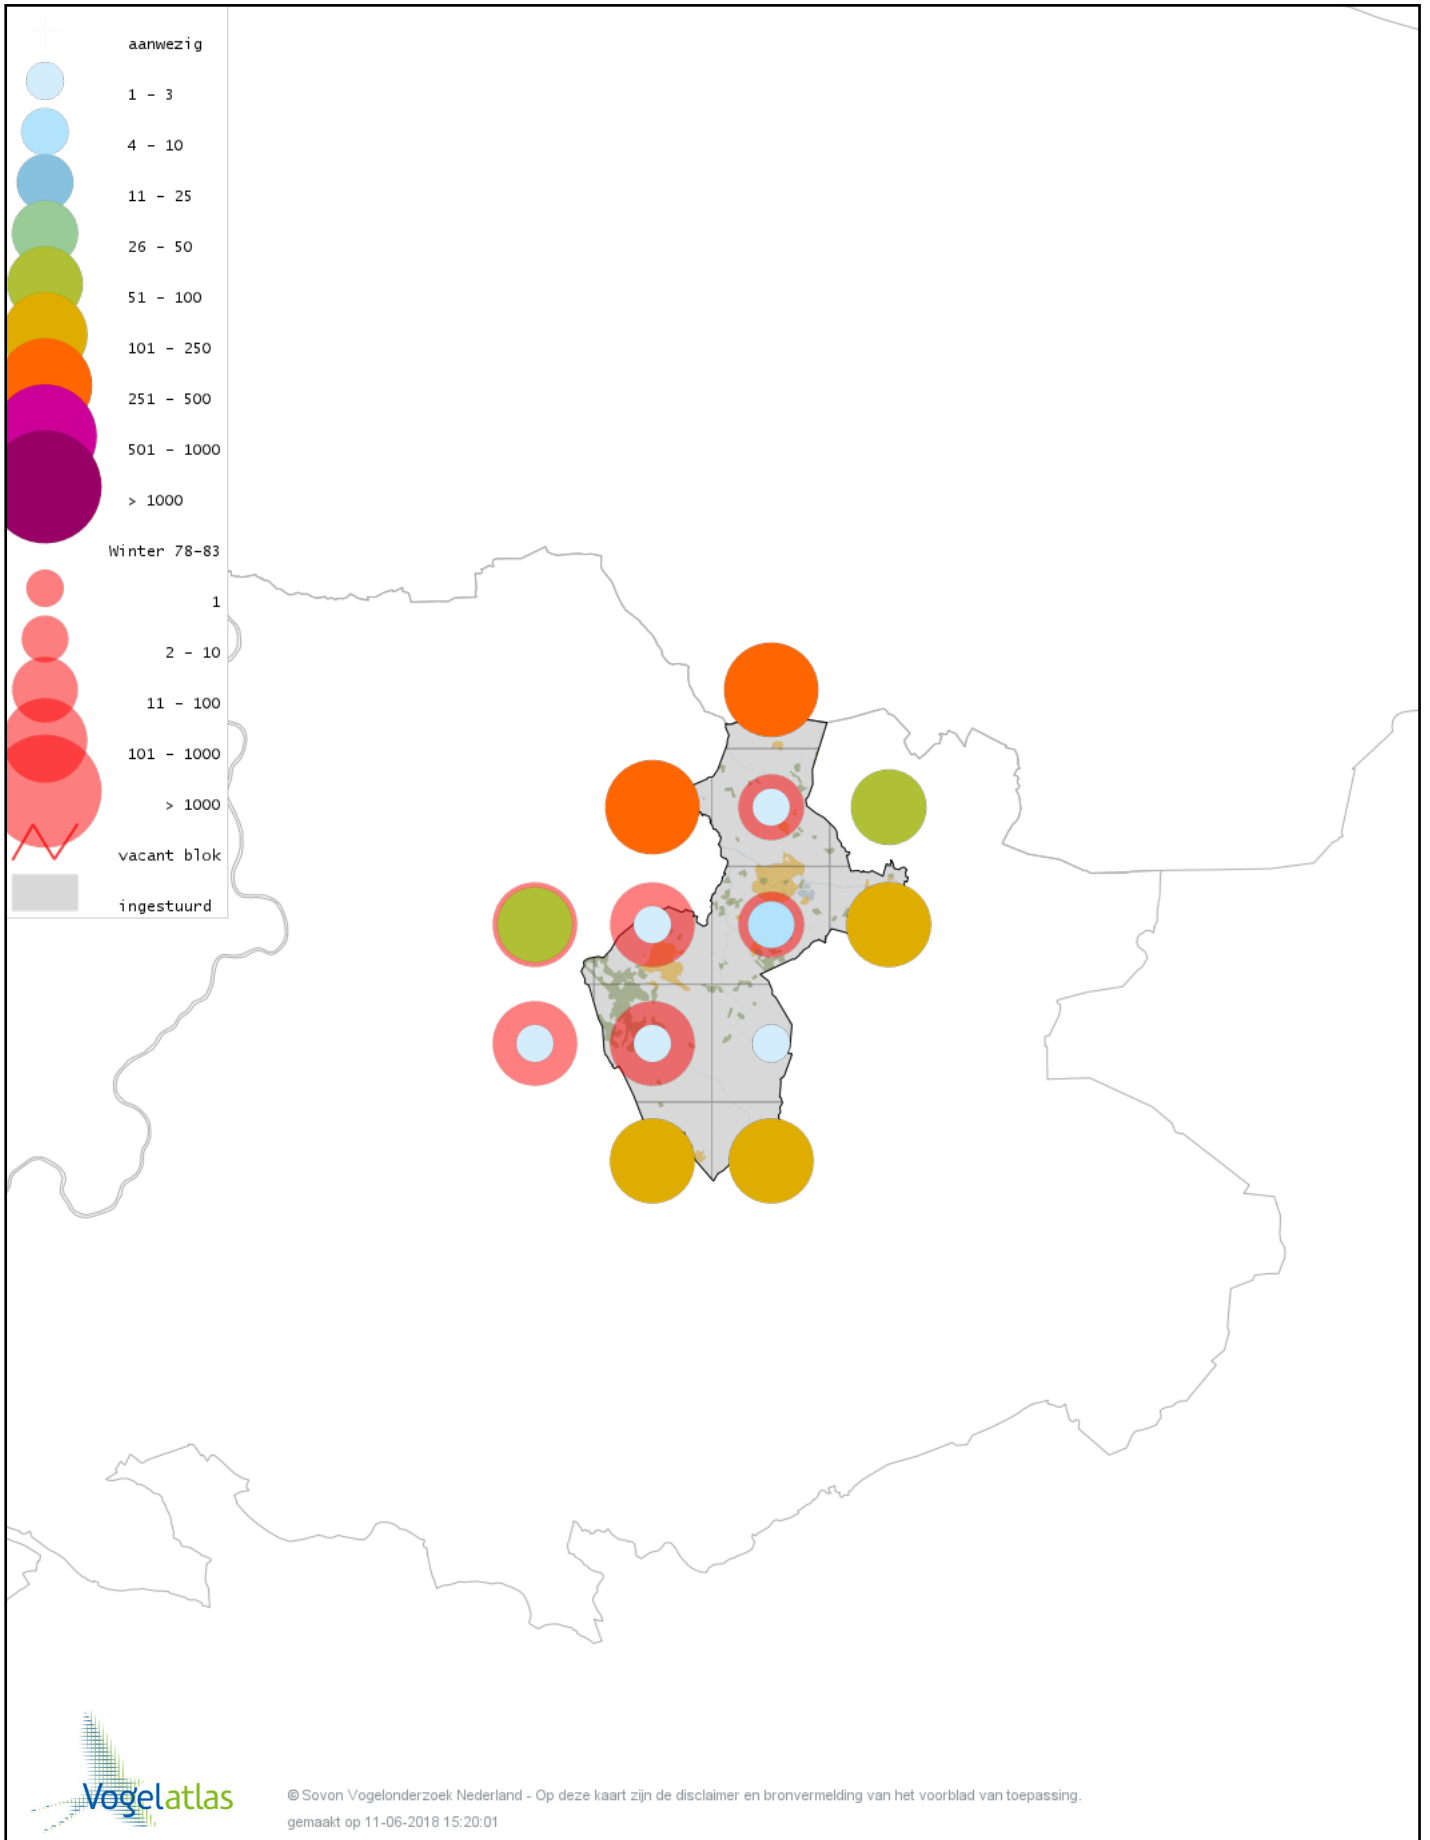 aanwezig
1 - 3
4 - 10
11 - 25
26 - 50
51 - 100
101 - 250
251 - 500
501 - 1000
> 1000
Winter 78-83
1
2 - 10
11 - 100
101 - 1000
> 1000
vacant blok
ingestuurd
Vogelatlas
© Sovon Vogelonderzoek Nederland - Op deze kaart zijn de disclaimer en bronvermelding van het voorblad van toepassing.
gemaakt op 11-06-2018 15:20:01